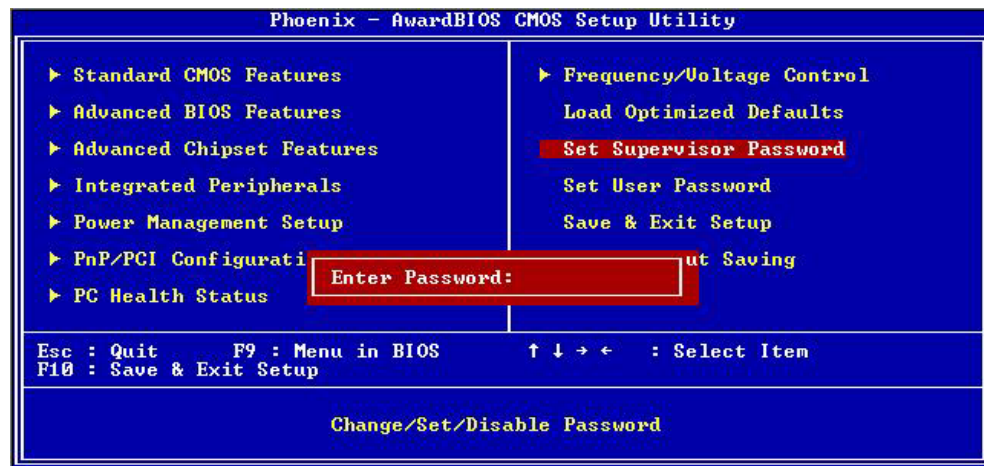 Phoenix - AwardBIOS CMOS Setup Utility
▶ Standard CMOS Features
▶ Advanced BIOS Features
▶ Advanced Chipset Features
▶ Integrated Peripherals
▶ Power Management Setup
▶ PnP/PCI Configurati
▶ PC Health Status
▶ Frequency/Voltage Control
Load Optimized Defaults
Set Supervisor Password
Set User Password
Save & Exit Setup
ut Saving
Enter Password:
Esc : Quit F9 : Menu in BIOS ↑ ↓ → ← : Select Item
F10 : Save & Exit Setup
Change/Set/Disable Password